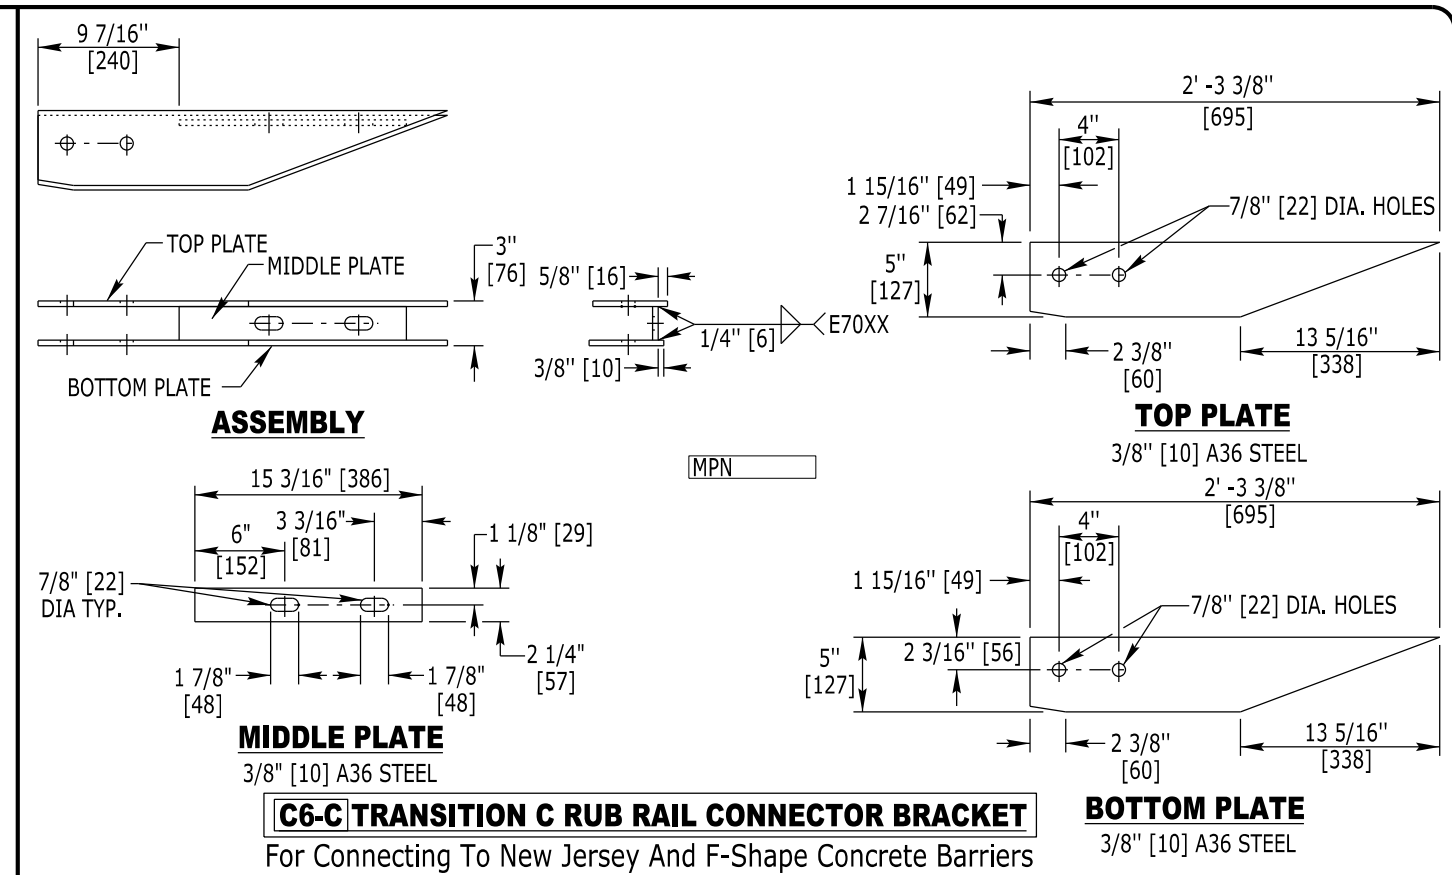 9 7/16"
[240]
TOP PLATE
MIDDLE PLATE
BOTTOM PLATE
3"
[76]
5/8" [16]
3/8" [10]
1/4" [6]
E70XX
ASSEMBLY
2' -3 3/8"
[695]
4"
[102]
1 15/16" [49]
2 7/16" [62]
7/8" [22] DIA. HOLES
5"
[127]
2 3/8"
[60]
13 5/16"
[338]
TOP PLATE
3/8" [10] A36 STEEL
MPN
15 3/16" [386]
3 3/16"
[81]
6"
[152]
1 1/8" [29]
7/8" [22]
DIA TYP.
2 1/4"
[57]
1 7/8"
[48]
1 7/8"
[48]
MIDDLE PLATE
3/8" [10] A36 STEEL
2' -3 3/8"
[695]
4"
[102]
1 15/16" [49]
7/8" [22] DIA. HOLES
2 3/16" [56]
5"
[127]
2 3/8"
[60]
13 5/16"
[338]
BOTTOM PLATE
3/8" [10] A36 STEEL
C6-C TRANSITION C RUB RAIL CONNECTOR BRACKET
For Connecting To New Jersey And F-Shape Concrete Barriers